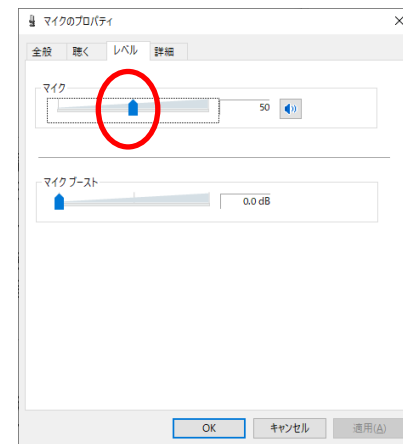 マイクのプロパティ
全般 聴く レベル 詳細
マイク
50
マイク ブースト
0.0 dB
OK キャンセル 適用(A)